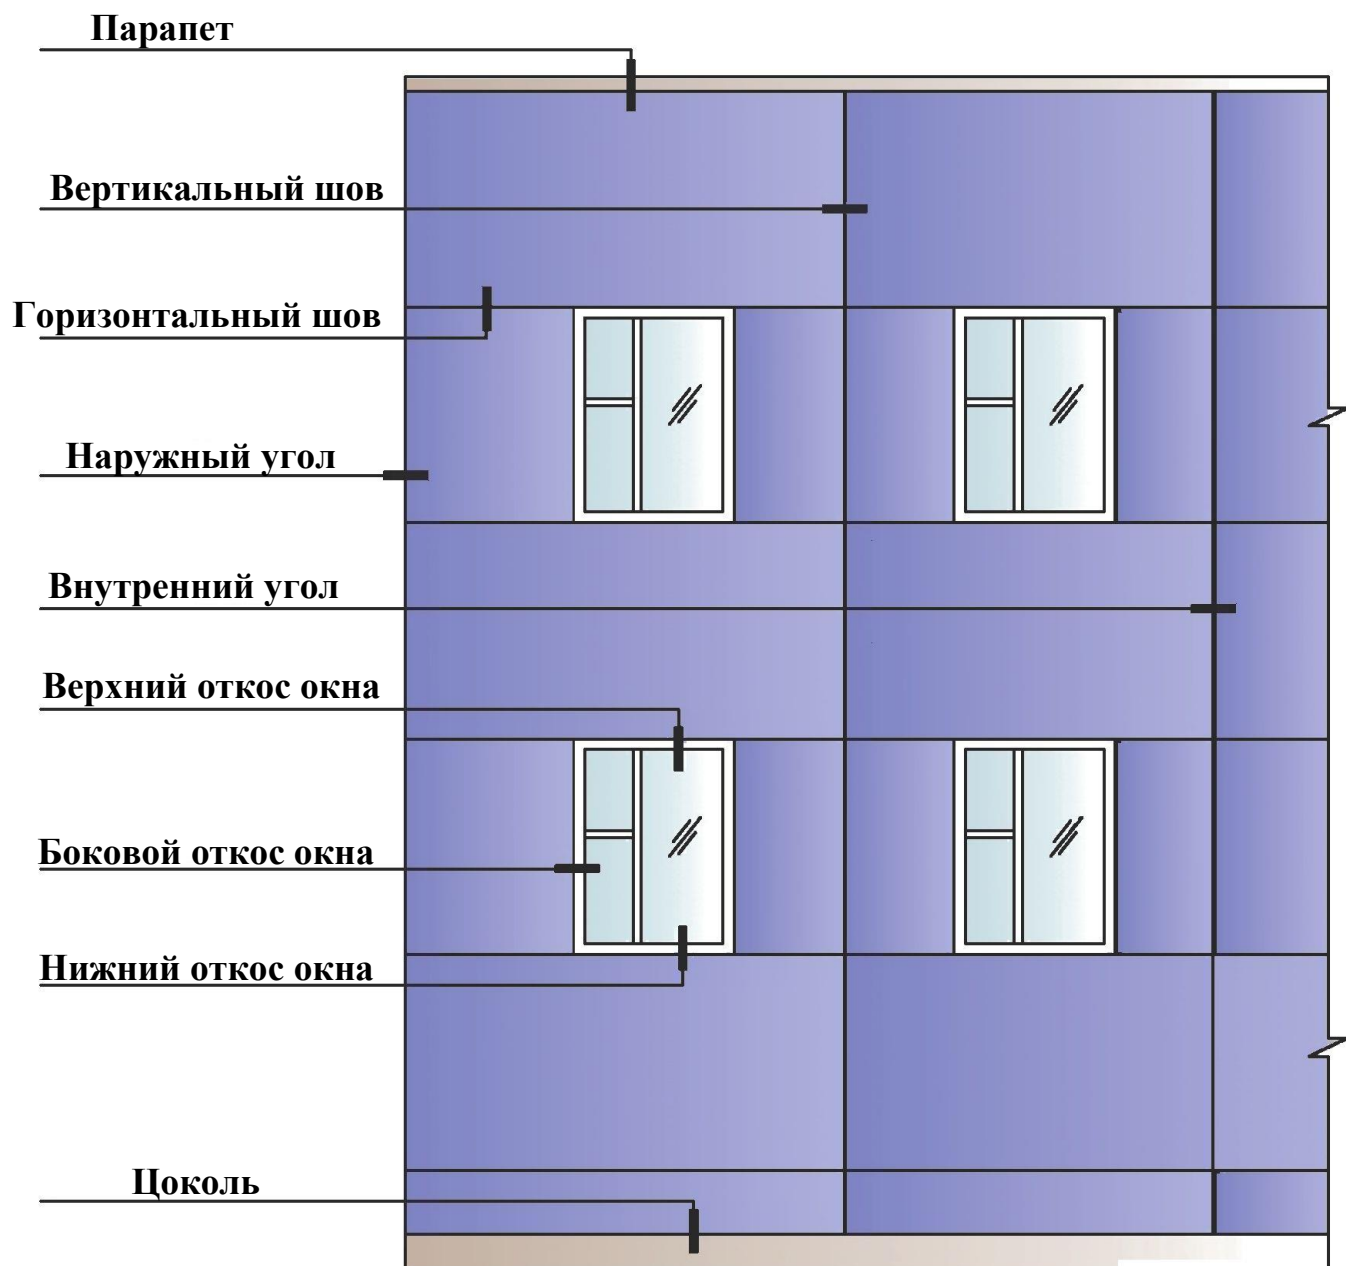 Парапет
Вертикальный шов
Горизонтальный шов
Наружный угол
Внутренний угол
Верхний откос окна
Боковой откос окна
Нижний откос окна
Цоколь